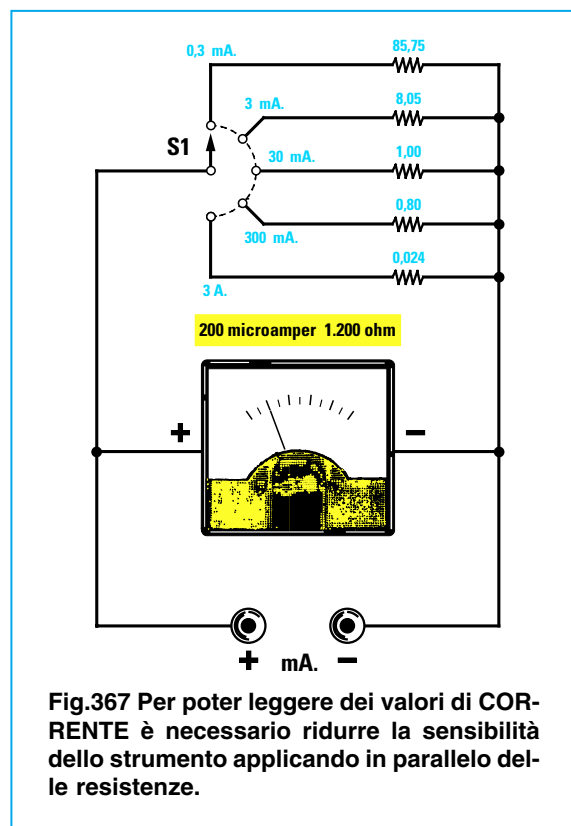 0,3 mA.
85,75
3 mA.
8,05
S1
30 mA.
1,00
300 mA.
0,80
3 A.
0,024
200 microamper 1.200 ohm
+ −
+ mA. −
Fig.367 Per poter leggere dei valori di COR-
RENTE è necessario ridurre la sensibilità
dello strumento applicando in parallelo del-
le resistenze.